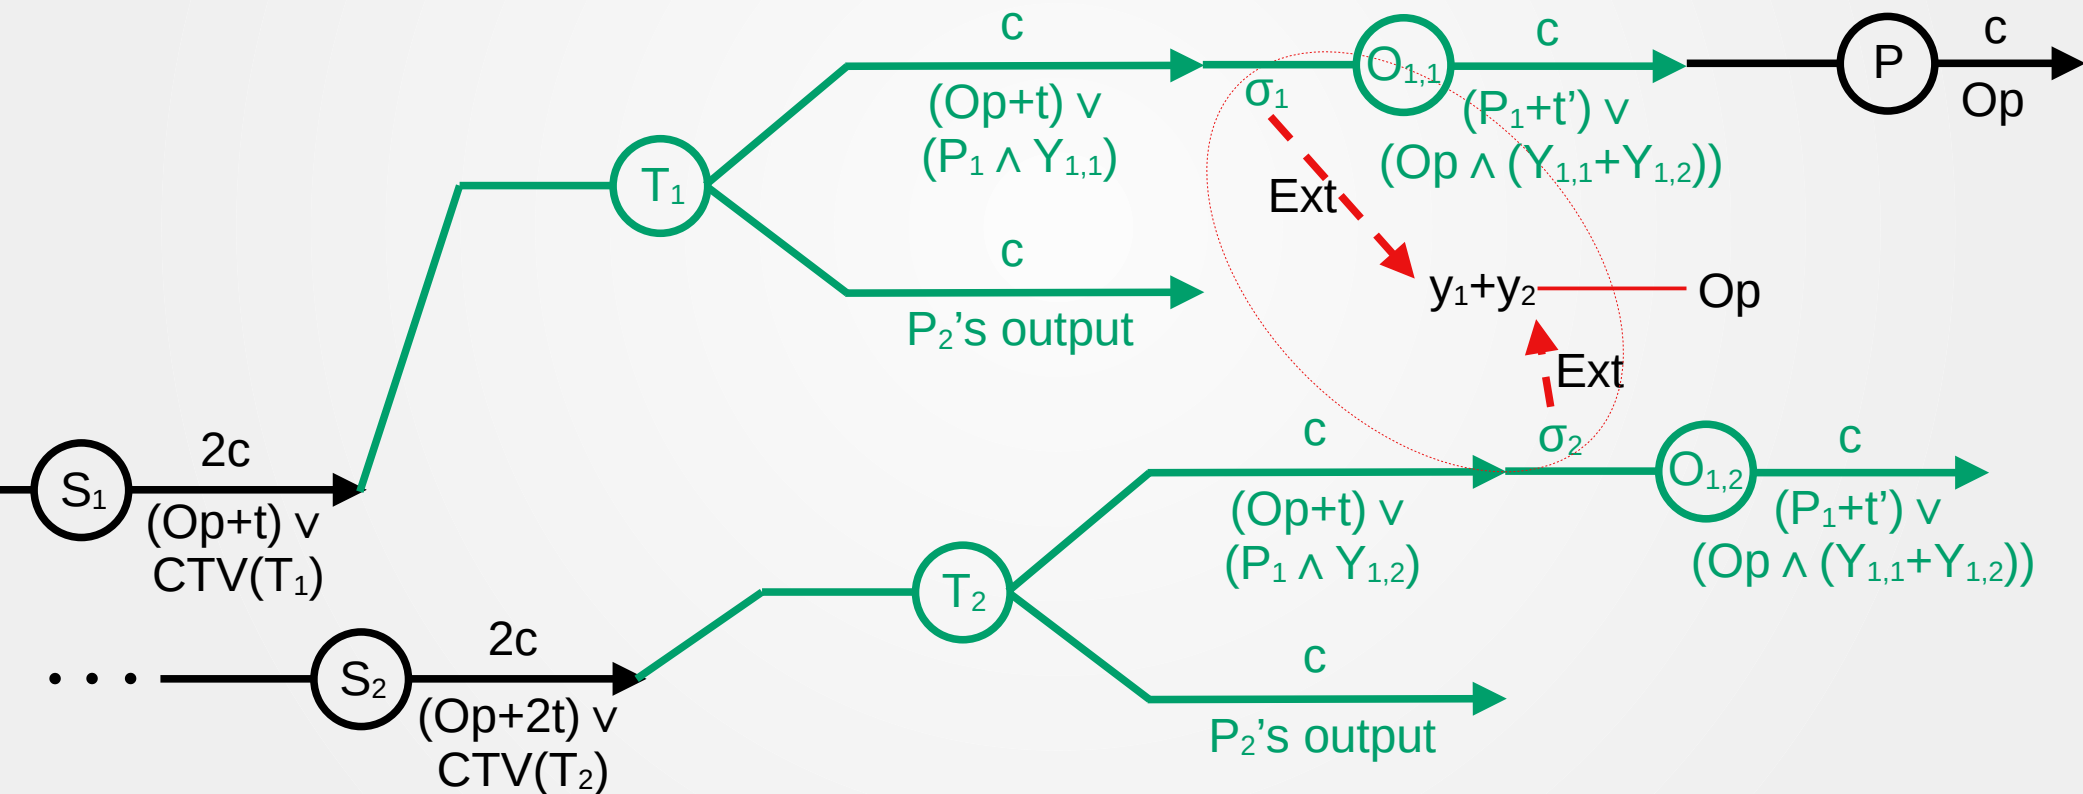 c
O₁,₁
c
P
c
σ₁
(Op+t) ∨
(P₁ ∧ Y₁,₁)
(P₁+t’) ∨
(Op ∧ (Y₁,₁+Y₁,₂))
Op
T₁
Ext
c
P₂’s output
y₁+y₂
Op
Ext
S₁
2c
(Op+t) ∨
CTV(T₁)
c
σ₂
O₁,₂
c
(Op+t) ∨
(P₁ ∧ Y₁,₂)
(P₁+t’) ∨
(Op ∧ (Y₁,₁+Y₁,₂))
T₂
. . .
S₂
2c
(Op+2t) ∨
CTV(T₂)
c
P₂’s output